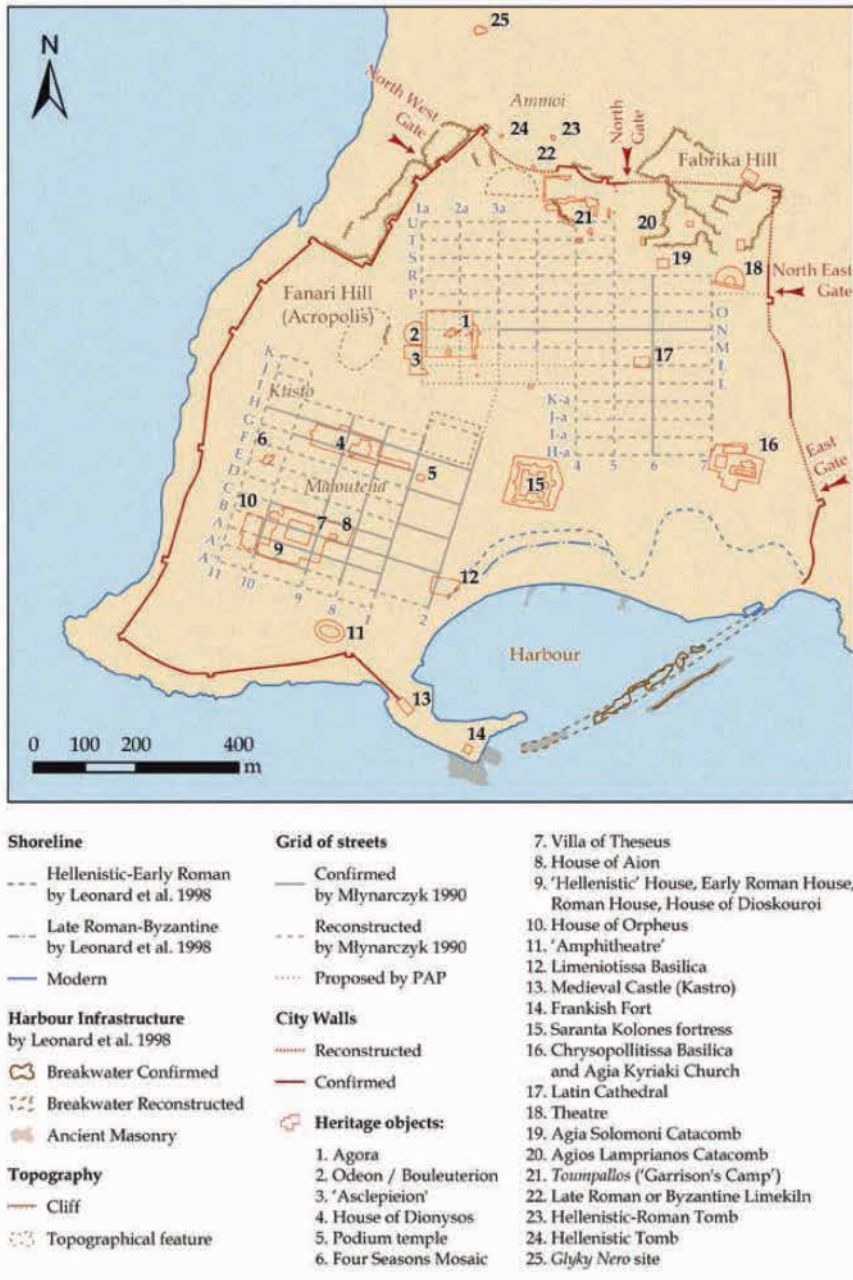 25
N
North West
Gate
Ammoi
24
23
22
North
Gate
Fabrika Hill
1a 2a 3a
U
T
S
R
P
21
20
19
18
North East
Gate
Fanari Hill
(Acropolis)
2
1
3
O
N
M
L
I
17
K
J
I
H
G
F
E
D
C
B
A
A'
A"
Ktisto
K-a
J-a
I-a
H-a
4 5 6 7
6
4
5
16
East
Gate
15
Maloutena
10
7
8
9
11 10 9 8 1 2
12
11
Harbour
13
14
0 100 200 400
m
Shoreline
Hellenistic-Early Roman
by Leonard et al. 1998
Late Roman-Byzantine
by Leonard et al. 1998
Modern
Harbour Infrastructure
by Leonard et al. 1998
Breakwater Confirmed
Breakwater Reconstructed
Ancient Masonry
Topography
Cliff
Topographical feature
Grid of streets
Confirmed
by Młynarczyk 1990
Reconstructed
by Młynarczyk 1990
Proposed by PAP
City Walls
Reconstructed
Confirmed
Heritage objects:
1. Agora
2. Odeon / Bouleuterion
3. 'Asclepieion'
4. House of Dionysos
5. Podium temple
6. Four Seasons Mosaic
7. Villa of Theseus
8. House of Aion
9. 'Hellenistic' House, Early Roman House,
Roman House, House of Dioskouroi
10. House of Orpheus
11. 'Amphitheatre'
12. Limeniotissa Basilica
13. Medieval Castle (Kastro)
14. Frankish Fort
15. Saranta Kolones fortress
16. Chrysopollitissa Basilica
and Agia Kyriaki Church
17. Latin Cathedral
18. Theatre
19. Agia Solomoni Catacomb
20. Agios Lamprianos Catacomb
21. Toumpallos ('Garrison's Camp')
22. Late Roman or Byzantine Limekiln
23. Hellenistic-Roman Tomb
24. Hellenistic Tomb
25. Glyky Nero site